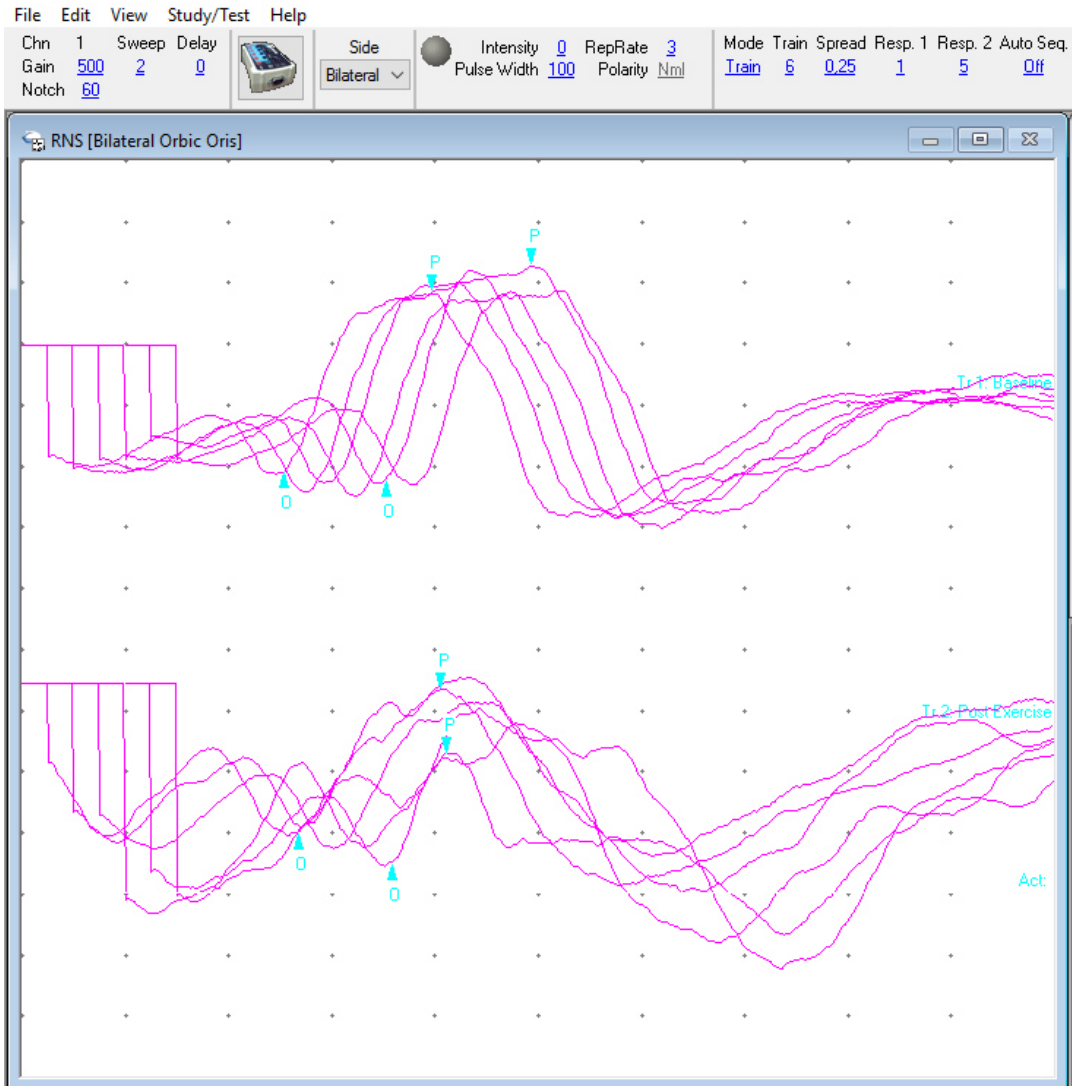 File Edit View Study/Test Help
Chn 1 Sweep Delay Side Intensity 0 RepRate 3 Mode Train Spread Resp. 1 Resp. 2 Auto Seq.
Gain 500 2 0 Bilateral Pulse Width 100 Polarity Nml Train 6 0,25 1 5 Off
Notch 60
RNS [Bilateral Orbic Oris]
P
P
Tr 1: Baseline
0
0
P
P
Tr 2: Post Exercise
0
0
Act: